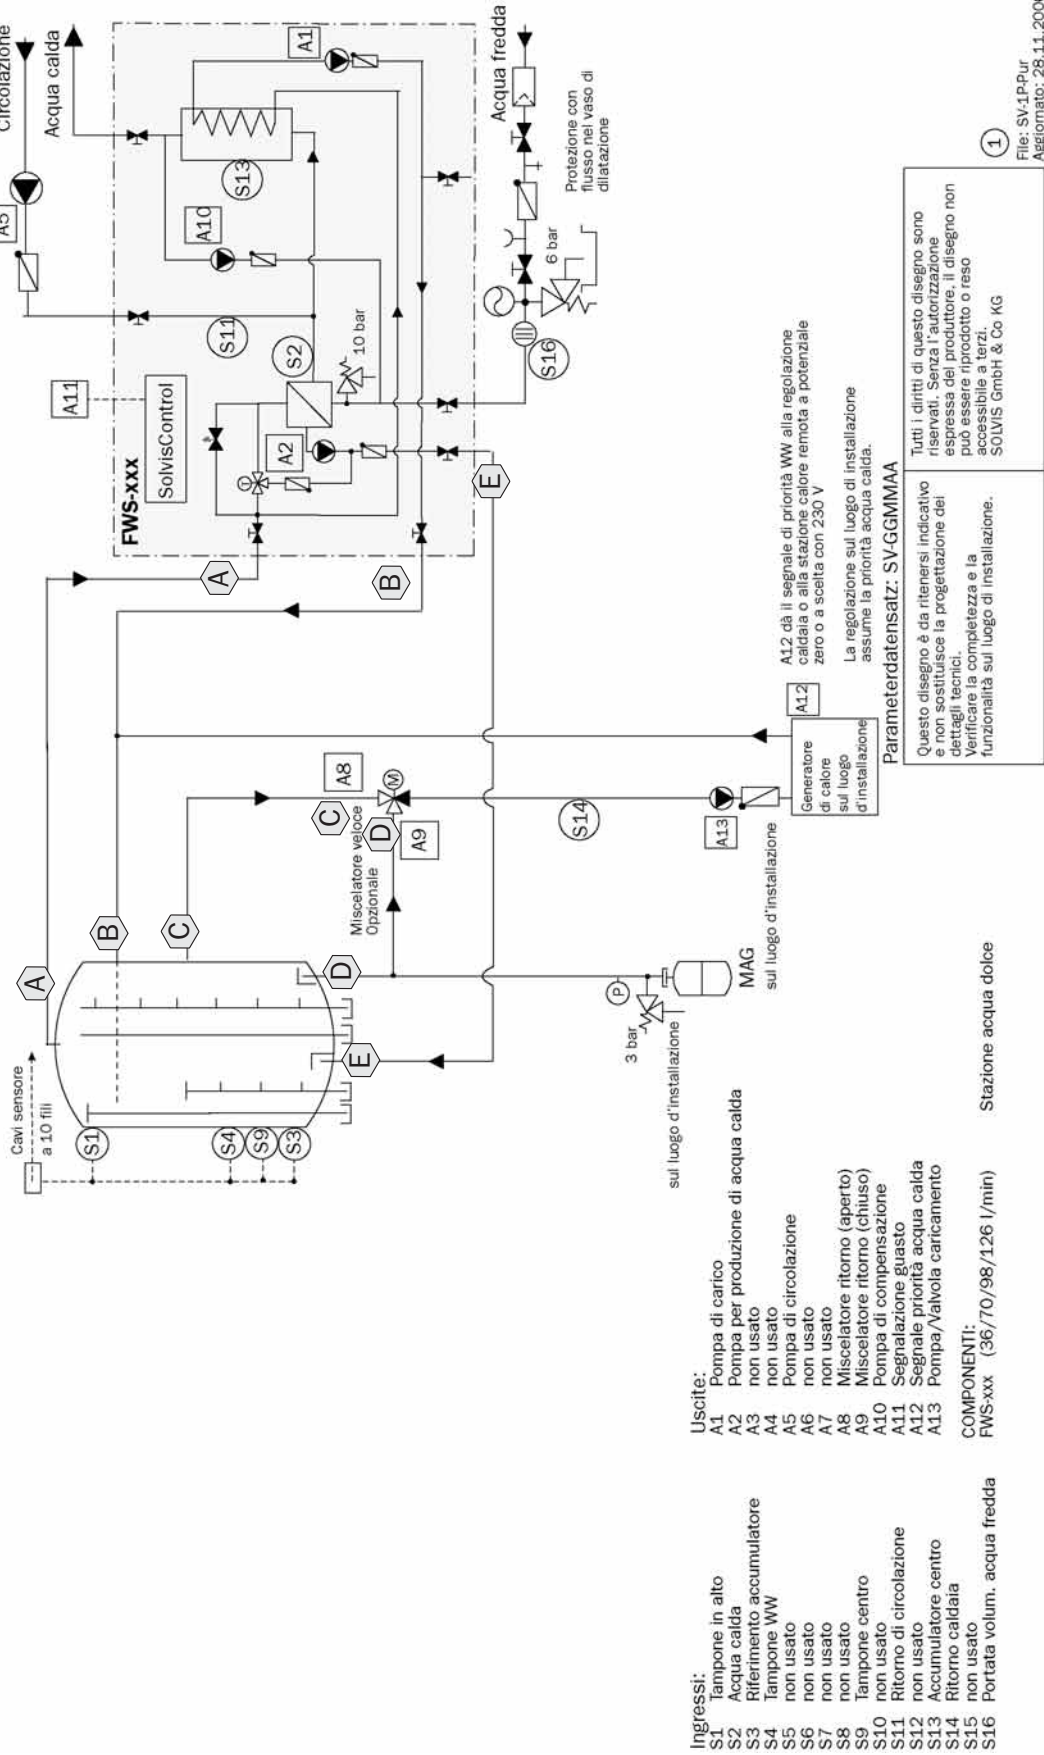 Circolazione
Acqua calda
A5
A11
FWS-xxx
SolvisControl
S11
A10
S13
A1
A2
S2
10 bar
T
Acqua fredda
Protezione con
flusso nel vaso di
dilatazione
6 bar
S16
Cavi sensore
a 10 fili
S1
S4
S9
S3
A
B
C
D
E
A
B
E
C
D
Miscelatore veloce
Opzionale
A8
M
A9
S14
A13
sul luogo d'installazione
P
3 bar
MAG
sul luogo d'installazione
A12
Generatore
di calore
sul luogo
d'installazione
A12 dà il segnale di priorità WW alla regolazione
caldaia o alla stazione calore remota a potenziale
zero o a scelta con 230 V
La regolazione sul luogo di installazione
assume la priorità acqua calda.
Parameterdatensatz: SV-GGMMAA
Questo disegno è da ritenersi indicativo
e non sostituisce la progettazione dei
dettagli tecnici.
Verificare la completezza e la
funzionalità sul luogo di installazione.
Tutti i diritti di questo disegno sono
riservati. Senza l'autorizzazione
espressa del produttore, il disegno non
può essere riprodotto o reso
accessibile a terzi.
SOLVIS GmbH & Co KG
1
File: SV-1P-Pur
Aggiornato: 28.11.2006
Ingressi:
S1 Tampone in alto
S2 Acqua calda
S3 Riferimento accumulatore
S4 Tampone WW
S5 non usato
S6 non usato
S7 non usato
S8 non usato
S9 Tampone centro
S10 non usato
S11 Ritorno di circolazione
S12 non usato
S13 Accumulatore centro
S14 Ritorno caldaia
S15 non usato
S16 Portata volum. acqua fredda
Uscite:
A1 Pompa di carico
A2 Pompa per produzione di acqua calda
A3 non usato
A4 non usato
A5 Pompa di circolazione
A6 non usato
A7 non usato
A8 Miscelatore ritorno (aperto)
A9 Miscelatore ritorno (chiuso)
A10 Pompa di compensazione
A11 Segnalazione guasto
A12 Segnale priorità acqua calda
A13 Pompa/Valvola caricamento
COMPONENTI:
FWS-xxx (36/70/98/126 l/min) Stazione acqua dolce